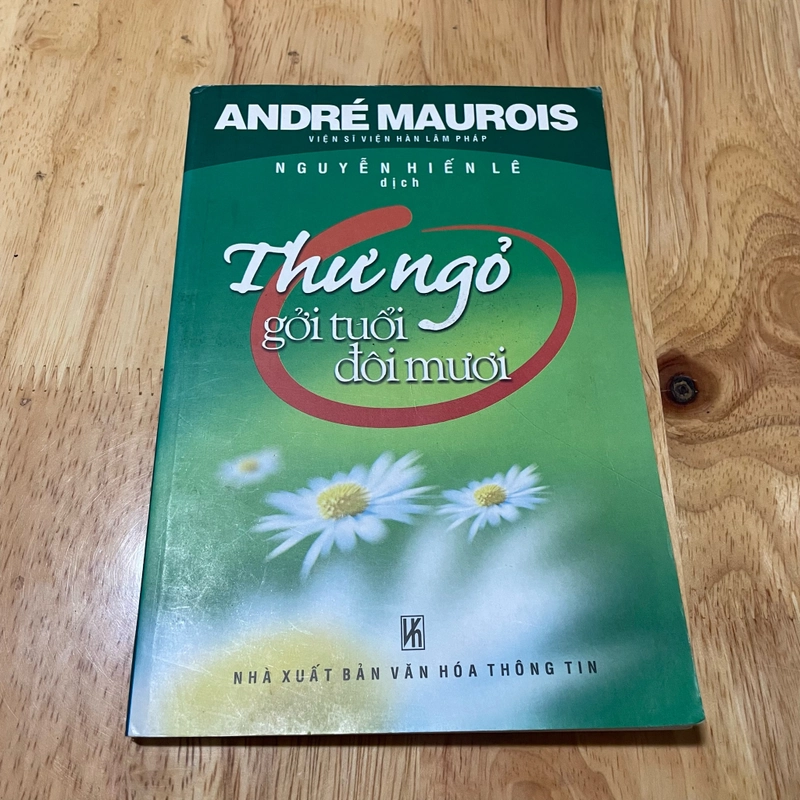 ANDRÉ MAUROIS
VIỆN SĨ VIỆN HÀN LÂM PHÁP
NGUYỄN HIẾN LÊ
dịch
Thư ngỏ
gởi tuổi
đôi mươi
NHÀ XUẤT BẢN VĂN HÓA THÔNG TIN